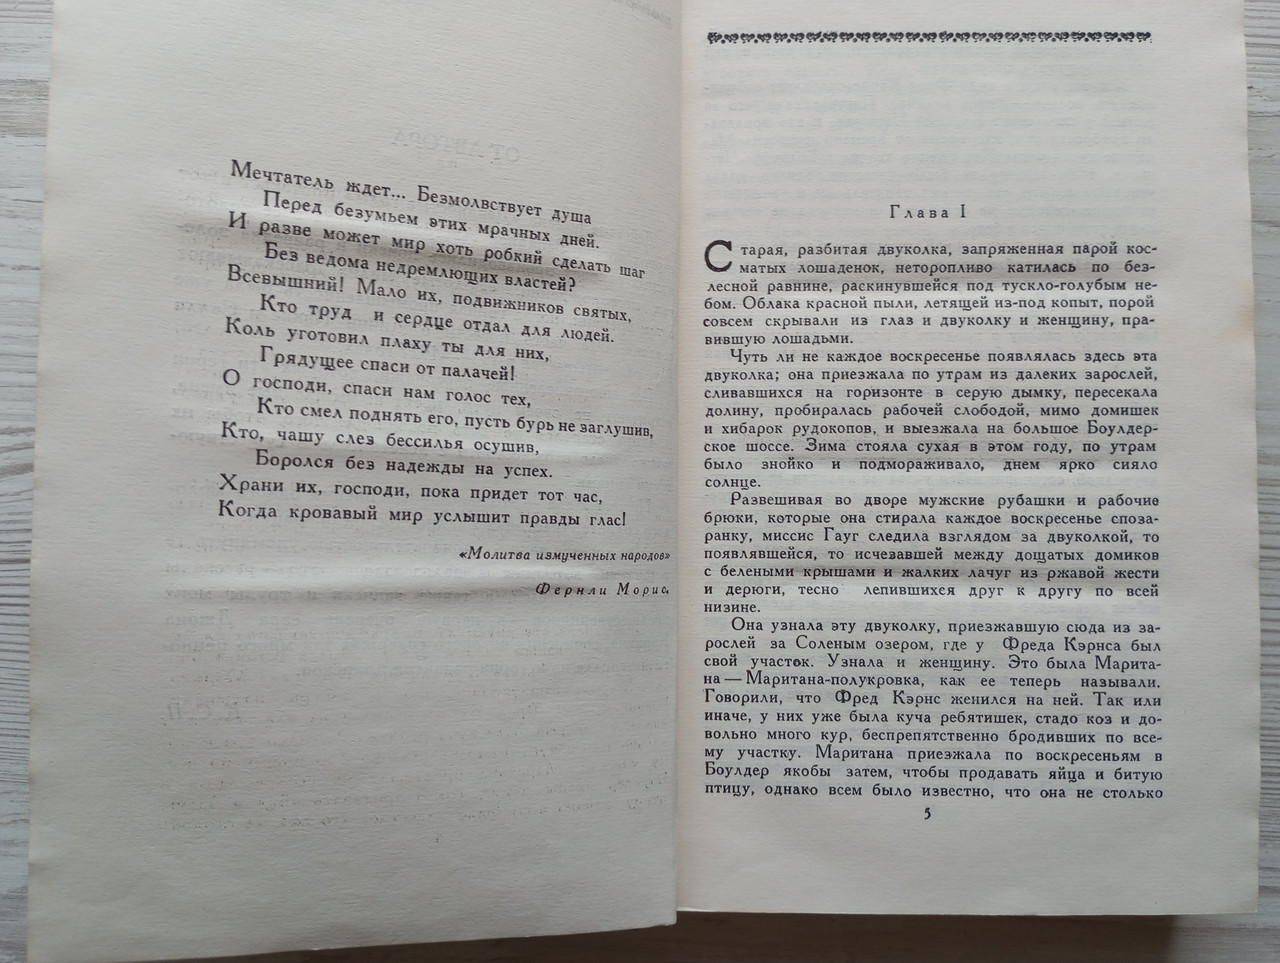 Мечтатель ждет... Безмолвствует душа
Перед безумьем этих мрачных дней.
И разве может мир хоть робкий сделать шаг
Без ведома недремлющих властей?
Всевышний! Мало их, подвижников святых,
Кто труд и сердце отдал для людей.
Коль уготовил плаху ты для них,
Грядущее спаси от палачей!
О господи, спаси нам голос тех,
Кто смел поднять его, пусть бурь не заглушив,
Кто, чашу слез бессилья осушив,
Боролся без надежды на успех.
Храни их, господи, пока придет тот час,
Когда кровавый мир услышит правды глас!
«Молитва измученных народов»
Фернли Морис.
Глава I
Старая, разбитая двуколка, запряженная парой кос-
матых лошаденок, неторопливо катилась по без-
лесной равнине, раскинувшейся под тускло-голубым не-
бом. Облака красной пыли, летящей из-под копыт, порой
совсем скрывали из глаз и двуколку и женщину, пра-
вившую лошадьми.
Чуть ли не каждое воскресенье появлялась здесь эта
двуколка; она приезжала по утрам из далеких зарослей,
сливавшихся на горизонте в серую дымку, пересекала
долину, пробиралась рабочей слободой, мимо домишек
и хибарок рудокопов, и выезжала на большое Боулдер-
ское шоссе. Зима стояла сухая в этом году, по утрам
было знойко и подмораживало, днем ярко сияло
солнце.
Развешивая во дворе мужские рубашки и рабочие
брюки, которые она стирала каждое воскресенье споза-
ранку, миссис Гауг следила взглядом за двуколкой, то
появлявшейся, то исчезавшей между дощатых домиков
с белеными крышами и жалких лачуг из ржавой жести
и дерюги, тесно лепившихся друг к другу по всей
низине.
Она узнала эту двуколку, приезжавшую сюда из за-
рослей за Соленым озером, где у Фреда Кэрнса был
свой участок. Узнала и женщину. Это была Марита-
на — Маритана-полукровка, как ее теперь называли.
Говорили, что Фред Кэрнс женился на ней. Так или
иначе, у них уже была куча ребятишек, стадо коз и до-
вольно много кур, беспрепятственно бродивших по все-
му участку. Маритана приезжала по воскресеньям в
Боулдер якобы затем, чтобы продавать яйца и битую
птицу, однако всем было известно, что она не столько
5